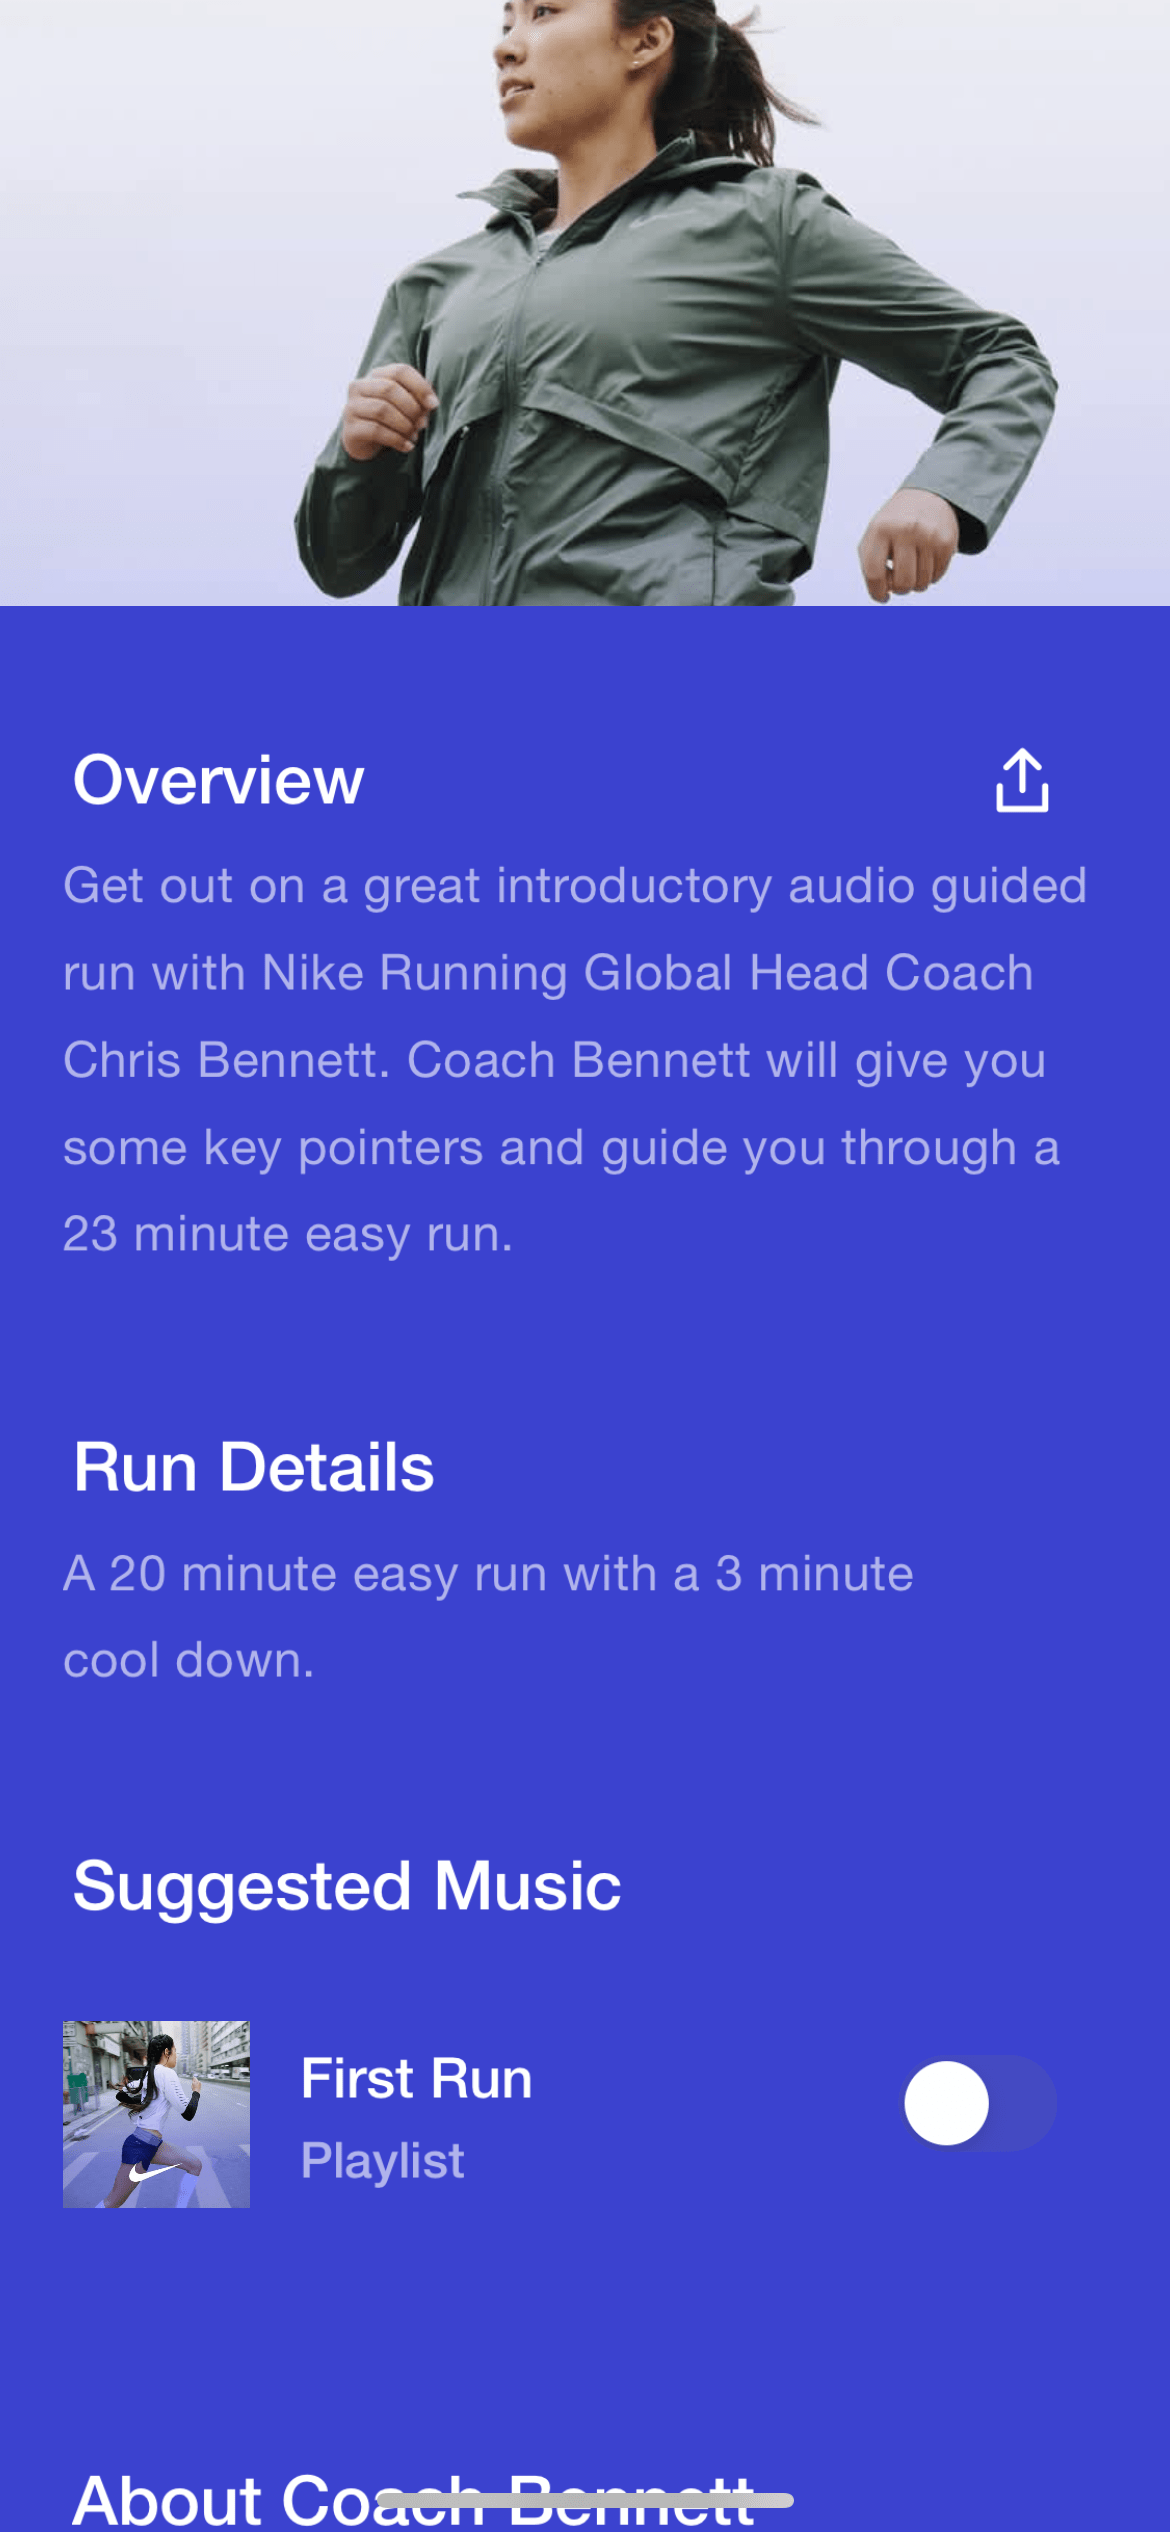 Overview
Get out on a great introductory audio guided
run with Nike Running Global Head Coach
Chris Bennett. Coach Bennett will give you
some key pointers and guide you through a
23 minute easy run.
Run Details
A 20 minute easy run with a 3 minute
cool down.
Suggested Music
First Run
Playlist
About Coach Bennett